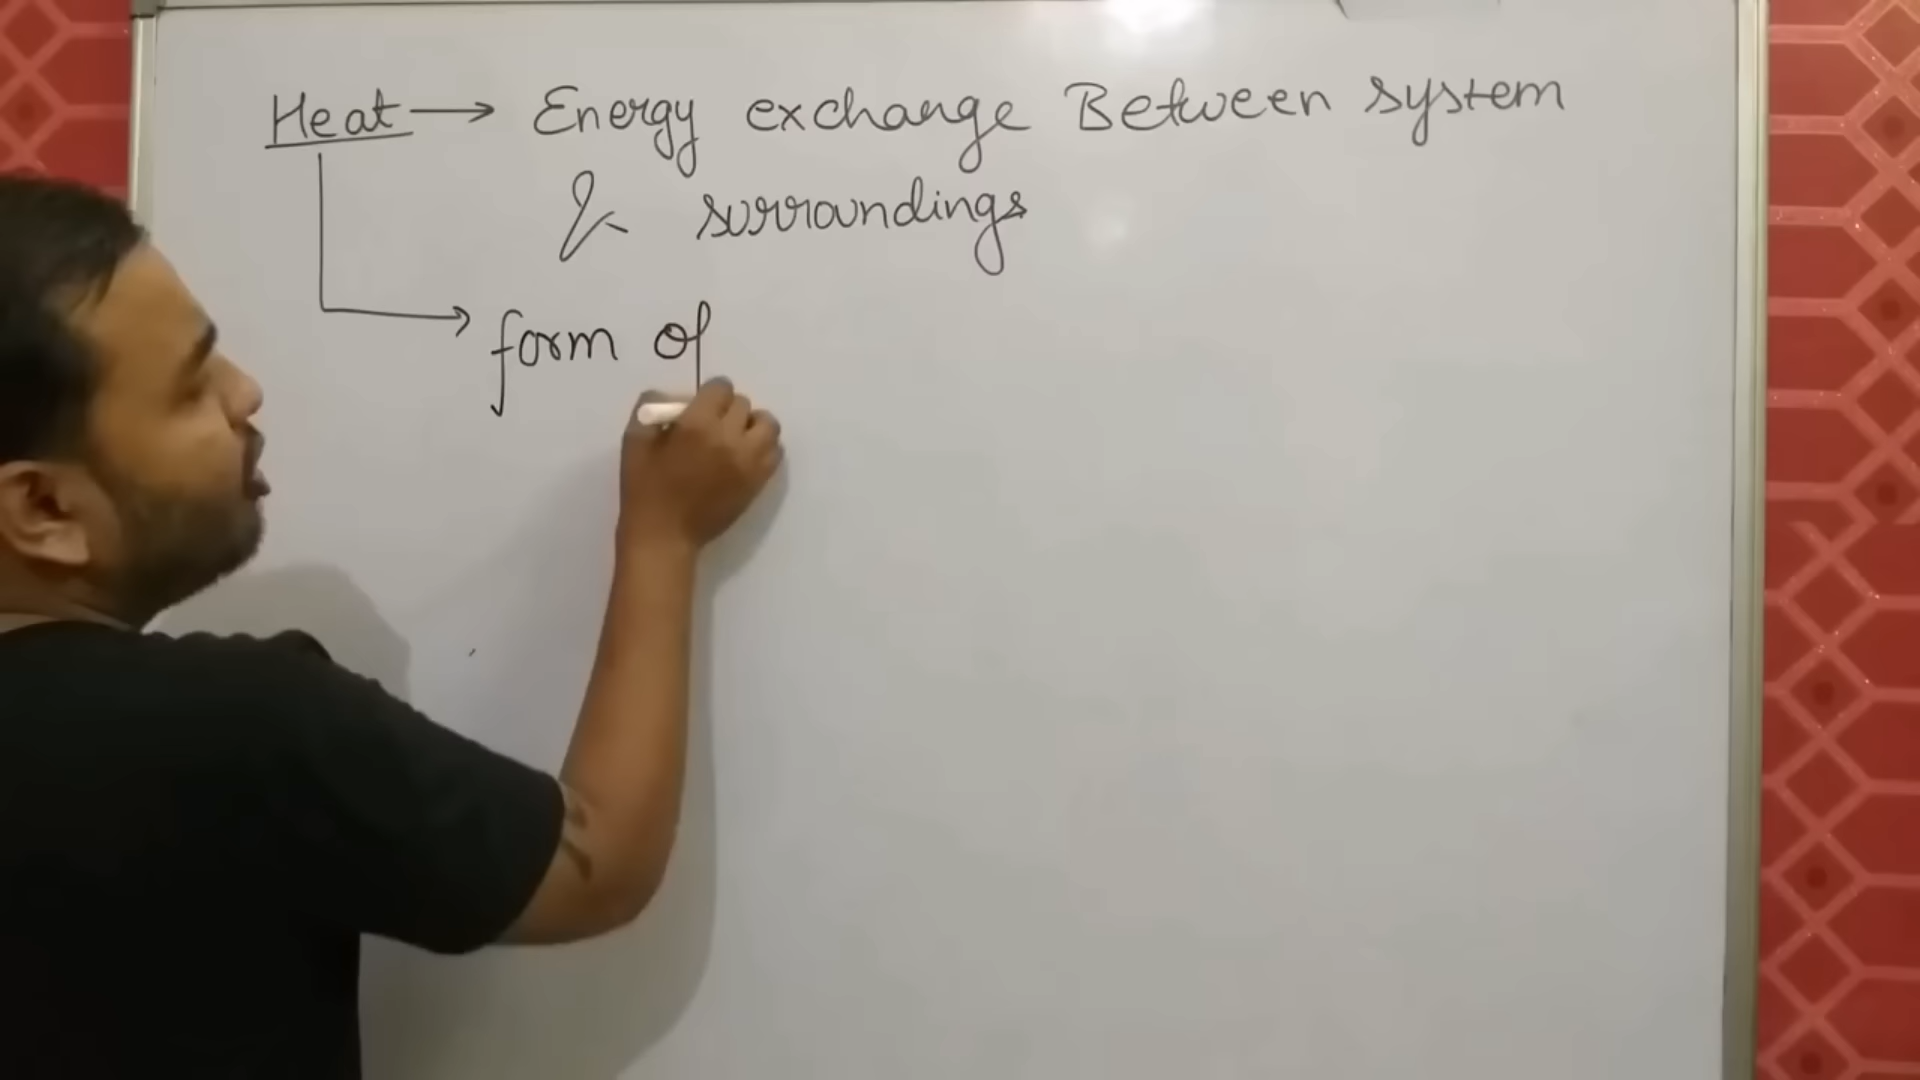 Heat → Energy exchange Between system
& surroundings
→ form of